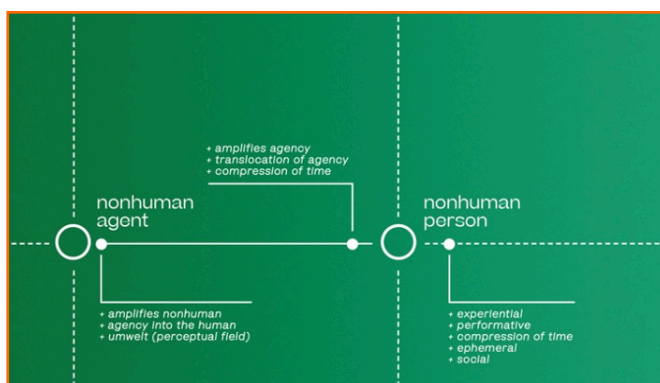 + amplifies agency
+ translocation of agency
+ compression of time
nonhuman
agent
nonhuman
person
+ amplifies nonhuman
+ agency into the human
+ umwelt (perceptual field)
+ experiential
+ performative
+ compression of time
+ ephemeral
+ social